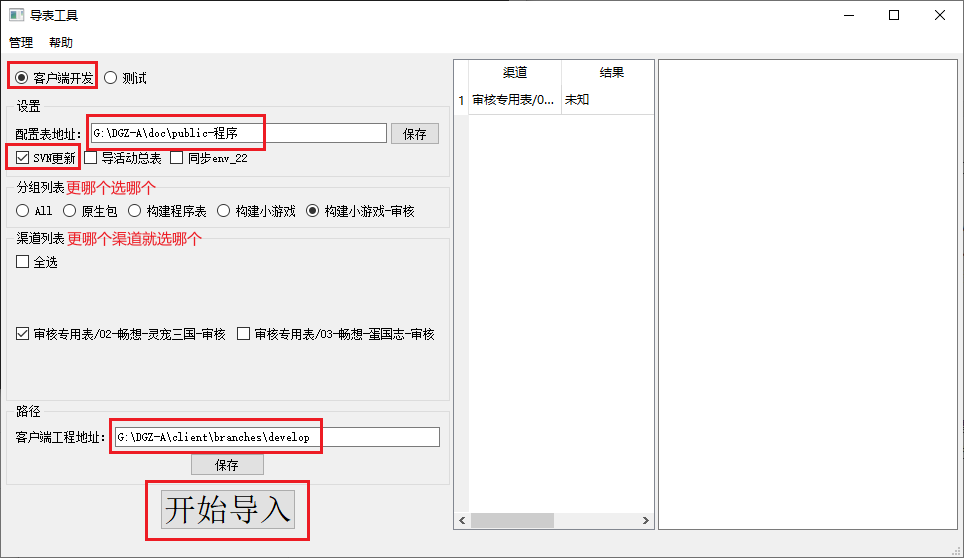 导表工具
管理 帮助
客户端开发 测试
设置
配置表地址： G:\DGZ-A\doc\public-程序 保存
SVN更新 导活动总表 同步env_22
分组列表 更哪个选哪个
All 原生包 构建程序表 构建小游戏 构建小游戏-审核
渠道列表 更哪个渠道就选哪个
全选
审核专用表/02-畅想-灵宠三国-审核 审核专用表/03-畅想-蛋国志-审核
路径
客户端工程地址： G:\DGZ-A\client\branches\develop
保存
开始导入
渠道 结果
1 审核专用表/0... 未知